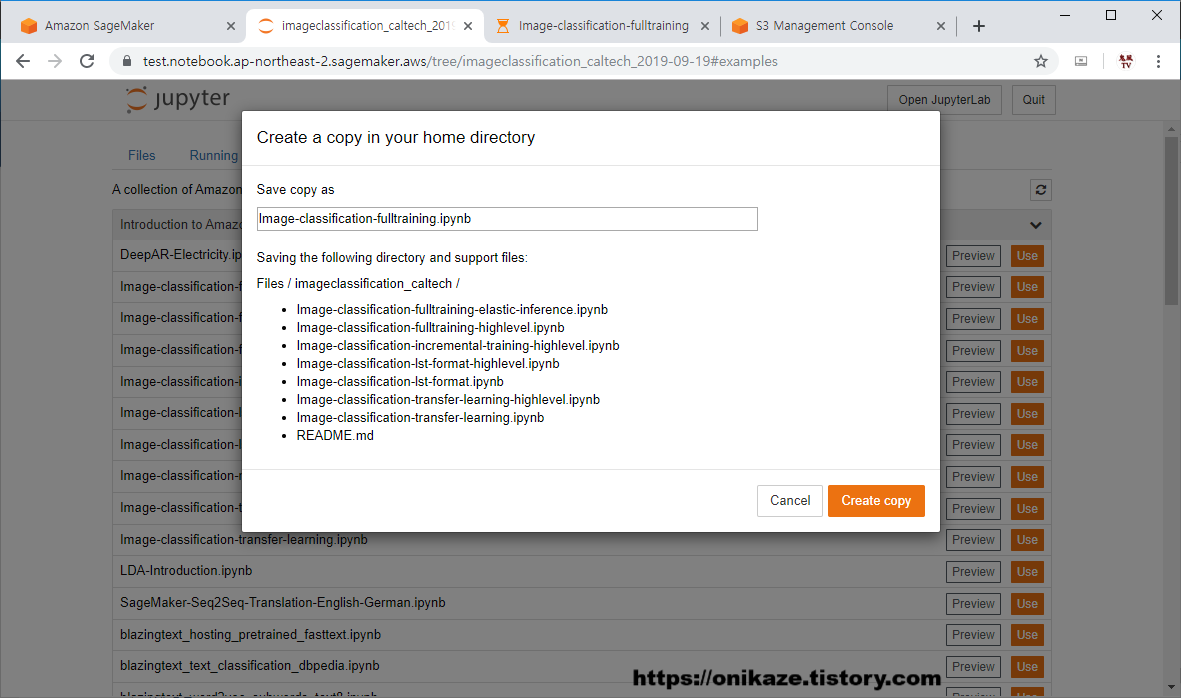 Amazon SageMaker
imageclassification_caltech_2019
Image-classification-fulltraining
S3 Management Console
test.notebook.ap-northeast-2.sagemaker.aws/tree/imageclassification_caltech_2019-09-19#examples
TV
jupyter
Open JupyterLab
Quit
Create a copy in your home directory
Files
Running
Save copy as
A collection of Amazon
Image-classification-fulltraining.ipynb
Introduction to Amazo
DeepAR-Electricity.ip
Preview Use
Saving the following directory and support files:
Files / imageclassification_caltech /
Image-classification-f
Preview Use
Image-classification-fulltraining-elastic-inference.ipynb
Image-classification-f
Preview Use
Image-classification-fulltraining-highlevel.ipynb
Image-classification-incremental-training-highlevel.ipynb
Image-classification-f
Preview Use
Image-classification-lst-format-highlevel.ipynb
Image-classification-lst-format.ipynb
Image-classification-i
Preview Use
Image-classification-transfer-learning-highlevel.ipynb
Image-classification-l
Preview Use
Image-classification-transfer-learning.ipynb
README.md
Image-classification-l
Preview Use
Image-classification-
Preview Use
Cancel
Create copy
Image-classification-t
Preview Use
Image-classification-transfer-learning.ipynb
Preview Use
LDA-Introduction.ipynb
Preview Use
SageMaker-Seq2Seq-Translation-English-German.ipynb
Preview Use
blazingtext_hosting_pretrained_fasttext.ipynb
Preview Use
blazingtext_text_classification_dbpedia.ipynb
Preview Use
https://onikaze.tistory.com
blazingtext_word2vec_subwords_text8.ipynb
Preview Use